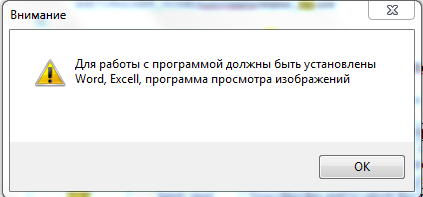 Внимание
Для работы с программой должны быть установлены
Word, Excell, программа просмотра изображений
OK